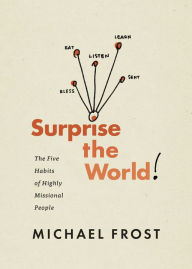 LEARN
EAT
LISTEN
BLESS
SENT
Surprise
the
World!
The Five
Habits
of Highly
Missional
People
MICHAEL FROST